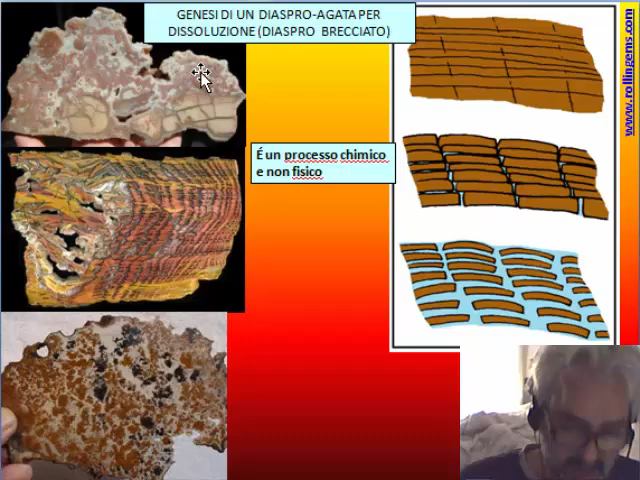 GENESI DI UN DIASPRO-AGATA PER
DISSOLUZIONE (DIASPRO BRECCIATO)
www.rollingems.com
É un processo chimico
e non fisico